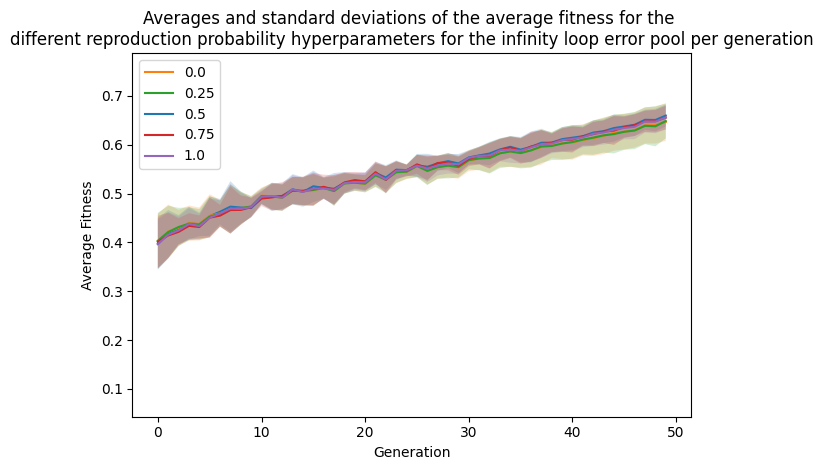 Averages and standard deviations of the average fitness for the
different reproduction probability hyperparameters for the infinity loop error pool per generation
0.0
0.25
0.5
0.75
1.0
0.7
0.6
0.5
0.4
0.3
0.2
0.1
Average Fitness
0 10 20 30 40 50
Generation